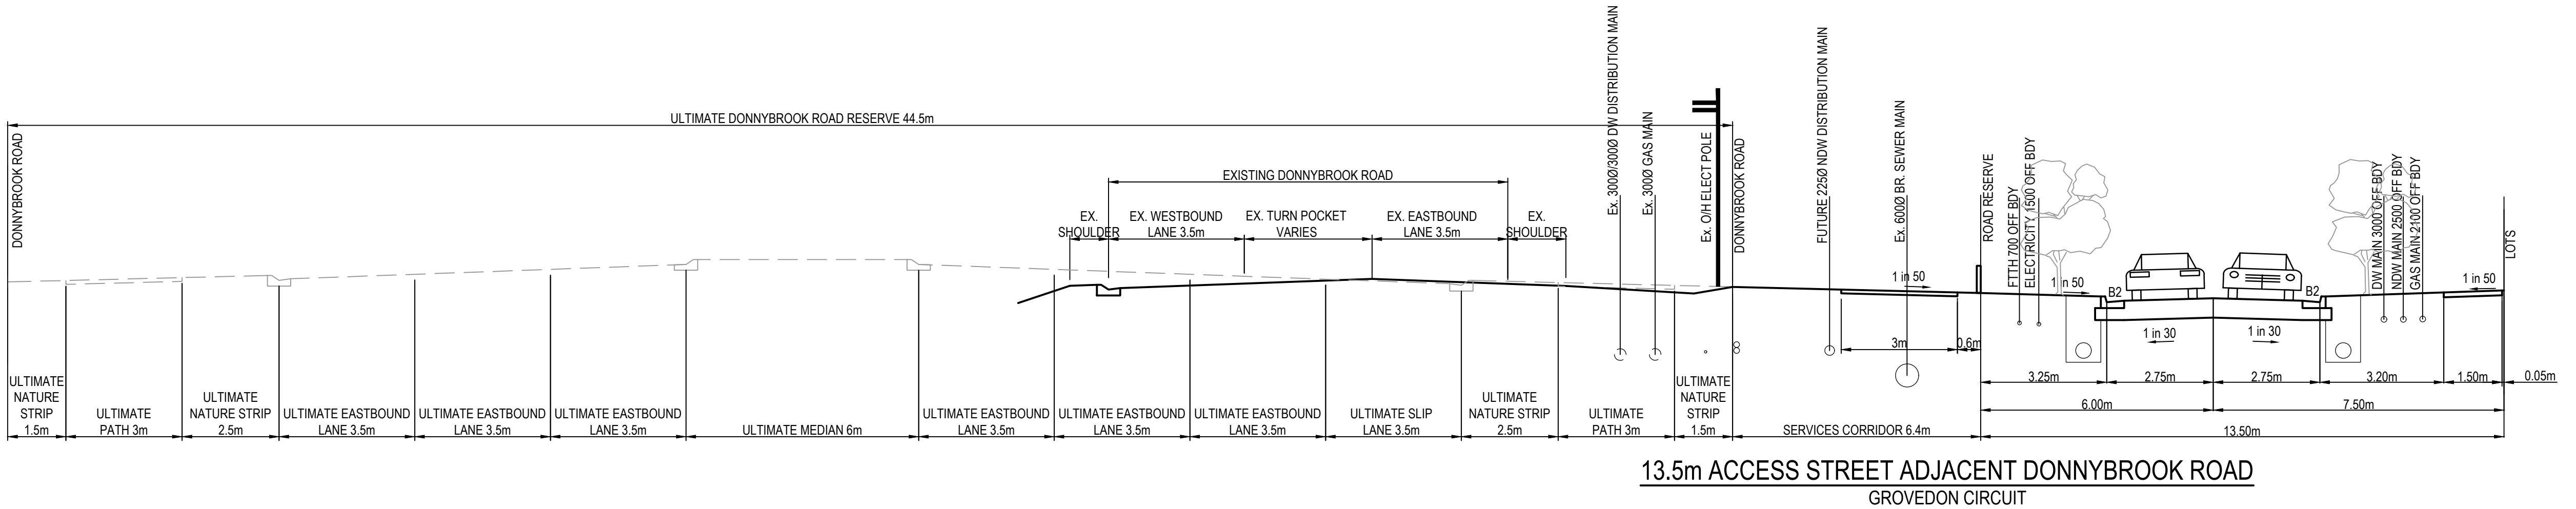 ULTIMATE DONNYBROOK ROAD RESERVE 44.5m
DONNYBROOK ROAD
EXISTING DONNYBROOK ROAD
EX.
SHOULDER
EX. WESTBOUND
LANE 3.5m
EX. TURN POCKET
VARIES
EX. EASTBOUND
LANE 3.5m
EX.
SHOULDER
Ex. 300Ø/300Ø DW DISTRIBUTION MAIN
Ex. 300Ø GAS MAIN
Ex. O/H ELECT POLE
DONNYBROOK ROAD
FUTURE 225Ø NDW DISTRIBUTION MAIN
Ex. 600Ø BR. SEWER MAIN
ROAD RESERVE
FTTH 700 OFF BDY
ELECTRICITY 1500 OFF BDY
DW MAIN 3000 OFF BDY
NDW MAIN 2500 OFF BDY
GAS MAIN 2100 OFF BDY
LOTS
1 in 50
1 in 50
1 in 50
B2
B2
1 in 30
1 in 30
3m
0.6m
3.25m
2.75m
2.75m
3.20m
1.50m
0.05m
6.00m
7.50m
ULTIMATE
NATURE
STRIP
1.5m
ULTIMATE
PATH 3m
ULTIMATE
NATURE STRIP
2.5m
ULTIMATE EASTBOUND
LANE 3.5m
ULTIMATE EASTBOUND
LANE 3.5m
ULTIMATE EASTBOUND
LANE 3.5m
ULTIMATE MEDIAN 6m
ULTIMATE EASTBOUND
LANE 3.5m
ULTIMATE EASTBOUND
LANE 3.5m
ULTIMATE EASTBOUND
LANE 3.5m
ULTIMATE SLIP
LANE 3.5m
ULTIMATE
NATURE STRIP
2.5m
ULTIMATE
PATH 3m
ULTIMATE
NATURE
STRIP
1.5m
SERVICES CORRIDOR 6.4m
13.50m
13.5m ACCESS STREET ADJACENT DONNYBROOK ROAD
GROVEDON CIRCUIT